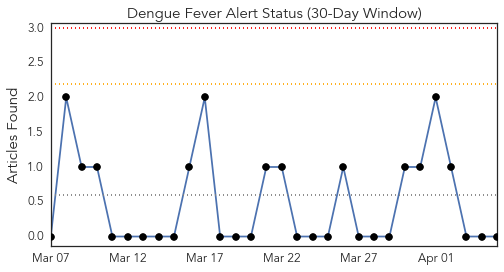 Dengue Fever Alert Status (30-Day Window)
Articles Found
3.0
2.5
2.0
1.5
1.0
0.5
0.0
Mar 07 Mar 12 Mar 17 Mar 22 Mar 27 Apr 01